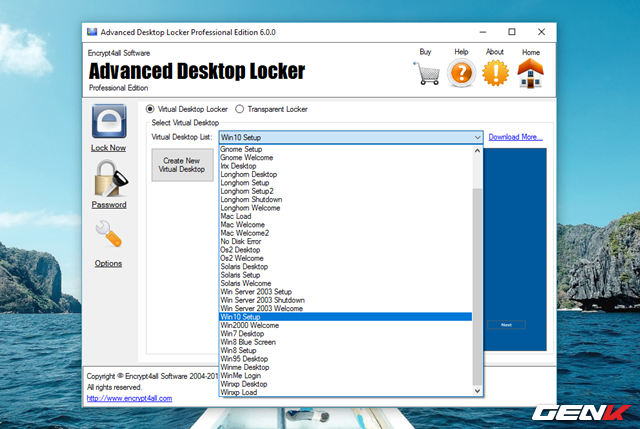 Advanced Desktop Locker Professional Edition 6.0.0
Encrypt4all Software
Advanced Desktop Locker
Professional Edition
Buy
Help
About
Home
Lock Now
Password
Options
Virtual Desktop Locker
Transparent Locker
Select Virtual Desktop
Virtual Desktop List:
Win10 Setup
Download More...
Create New
Virtual Desktop
Gnome Setup
Gnome Welcome
Irix Desktop
Longhorn Desktop
Longhorn Setup
Longhorn Setup2
Longhorn Shutdown
Longhorn Welcome
Mac Load
Mac Welcome
Mac Welcome2
No Disk Error
Os2 Desktop
Os2 Welcome
Solaris Desktop
Solaris Setup
Solaris Welcome
Win Server 2003 Setup
Win Server 2003 Shutdown
Win Server 2003 Welcome
Win10 Setup
Win2000 Welcome
Win7 Desktop
Win8 Blue Screen
Win8 Setup
Win95 Desktop
Winme Desktop
WinMe Login
Winxp Desktop
Winxp Load
Next
Copyright © Encrypt4all Software 2004-201
All rights reserved.
http://www.encrypt4all.com
GENK